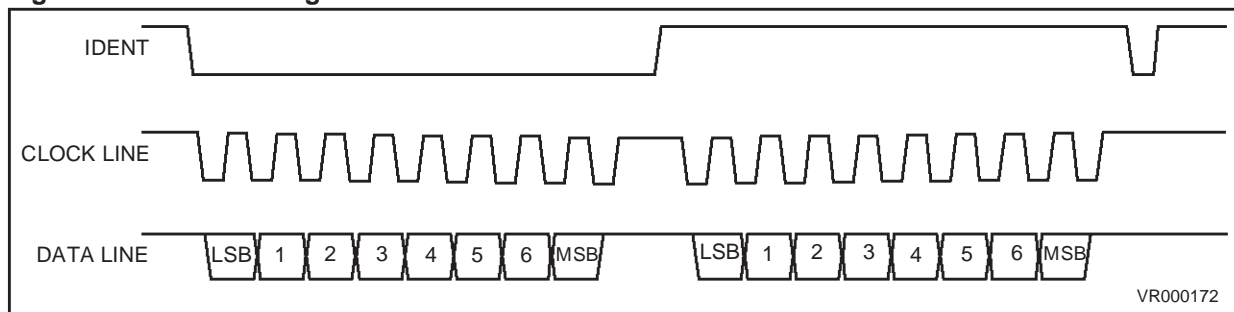 IDENT
CLOCK LINE
DATA LINE LSB 1 2 3 4 5 6 MSB LSB 1 2 3 4 5 6 MSB
VR000172